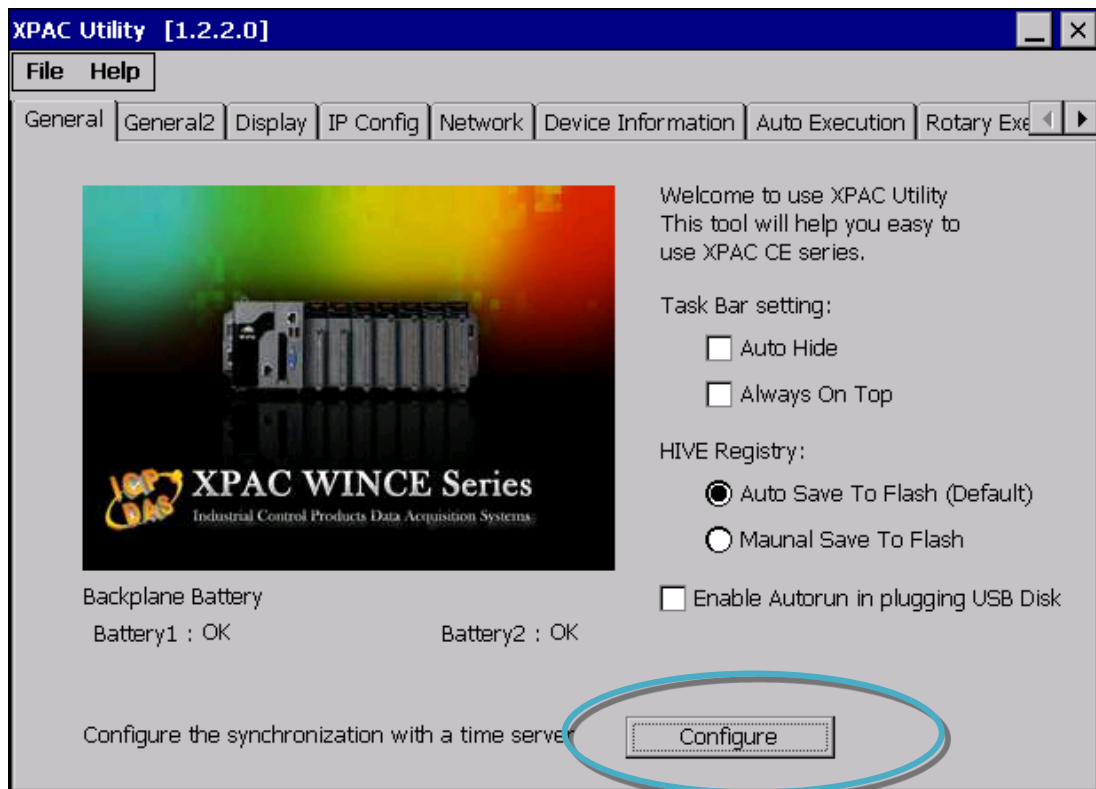 XPAC Utility [1.2.2.0]
File Help
General General2 Display IP Config Network Device Information Auto Execution Rotary Exe
Welcome to use XPAC Utility
This tool will help you easy to
use XPAC CE series.
Task Bar setting:
Auto Hide
Always On Top
HIVE Registry:
Auto Save To Flash (Default)
Maunal Save To Flash
Enable Autorun in plugging USB Disk
ICP DAS
XPAC WINCE Series
Industrial Control Products Data Acquisition Systems
Backplane Battery
Battery1 : OK Battery2 : OK
Configure the synchronization with a time server Configure